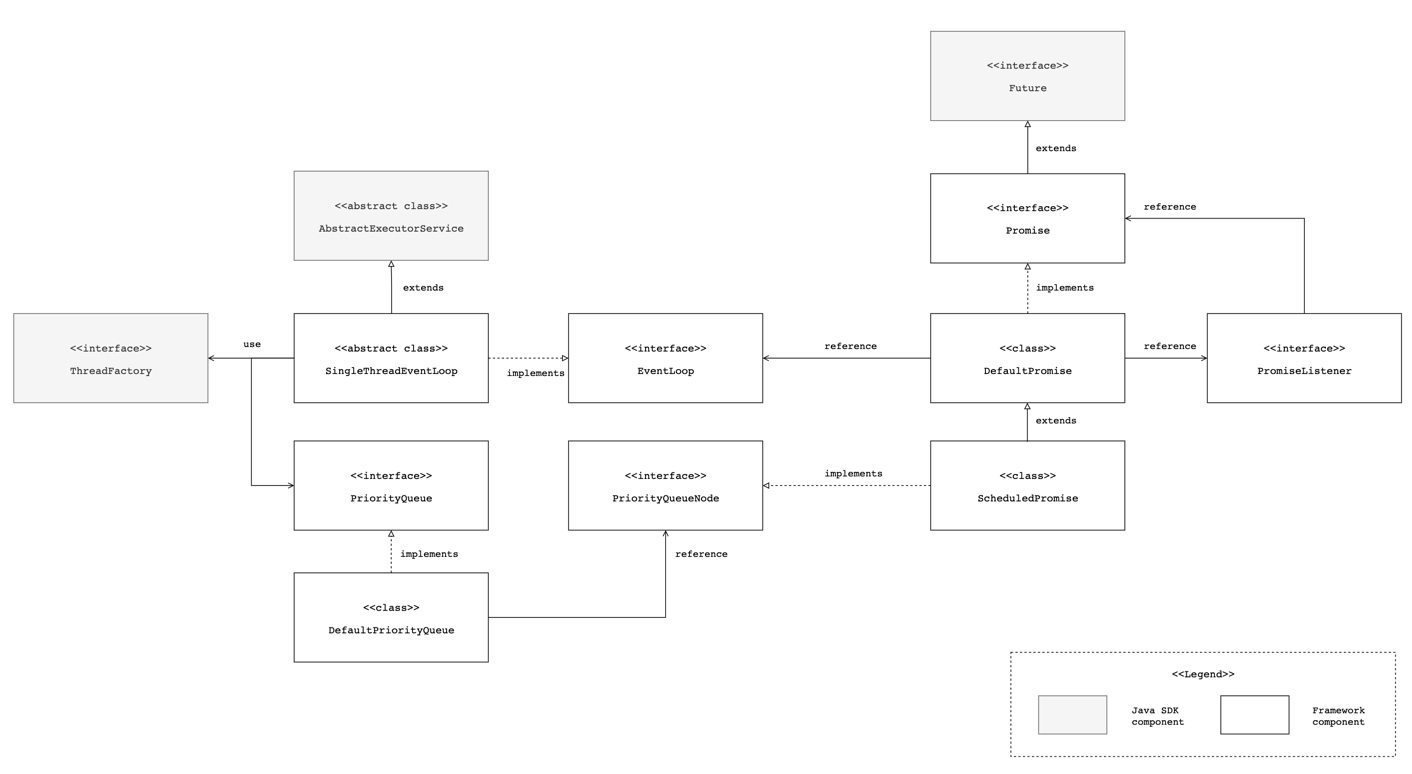 <<interface>>
Future
extends
<<abstract class>>
AbstractExecutorService
<<interface>>
Promise
reference
extends
implements
<<interface>>
ThreadFactory
use
<<abstract class>>
SingleThreadEventLoop
implements
<<interface>>
EventLoop
reference
<<class>>
DefaultPromise
reference
<<interface>>
PromiseListener
extends
<<interface>>
PriorityQueue
<<interface>>
PriorityQueueNode
implements
<<class>>
ScheduledPromise
implements
reference
<<class>>
DefaultPriorityQueue
<<Legend>>
Java SDK
component
Framework
component